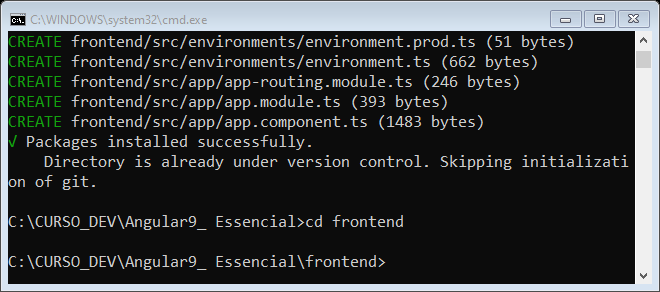 C:\WINDOWS\system32\cmd.exe
CREATE frontend/src/environments/environment.prod.ts (51 bytes)
CREATE frontend/src/environments/environment.ts (662 bytes)
CREATE frontend/src/app/app-routing.module.ts (246 bytes)
CREATE frontend/src/app/app.module.ts (393 bytes)
CREATE frontend/src/app/app.component.ts (1483 bytes)
√ Packages installed successfully.
    Directory is already under version control. Skipping initializati
on of git.
C:\CURSO_DEV\Angular9_ Essencial>cd frontend
C:\CURSO_DEV\Angular9_ Essencial\frontend>